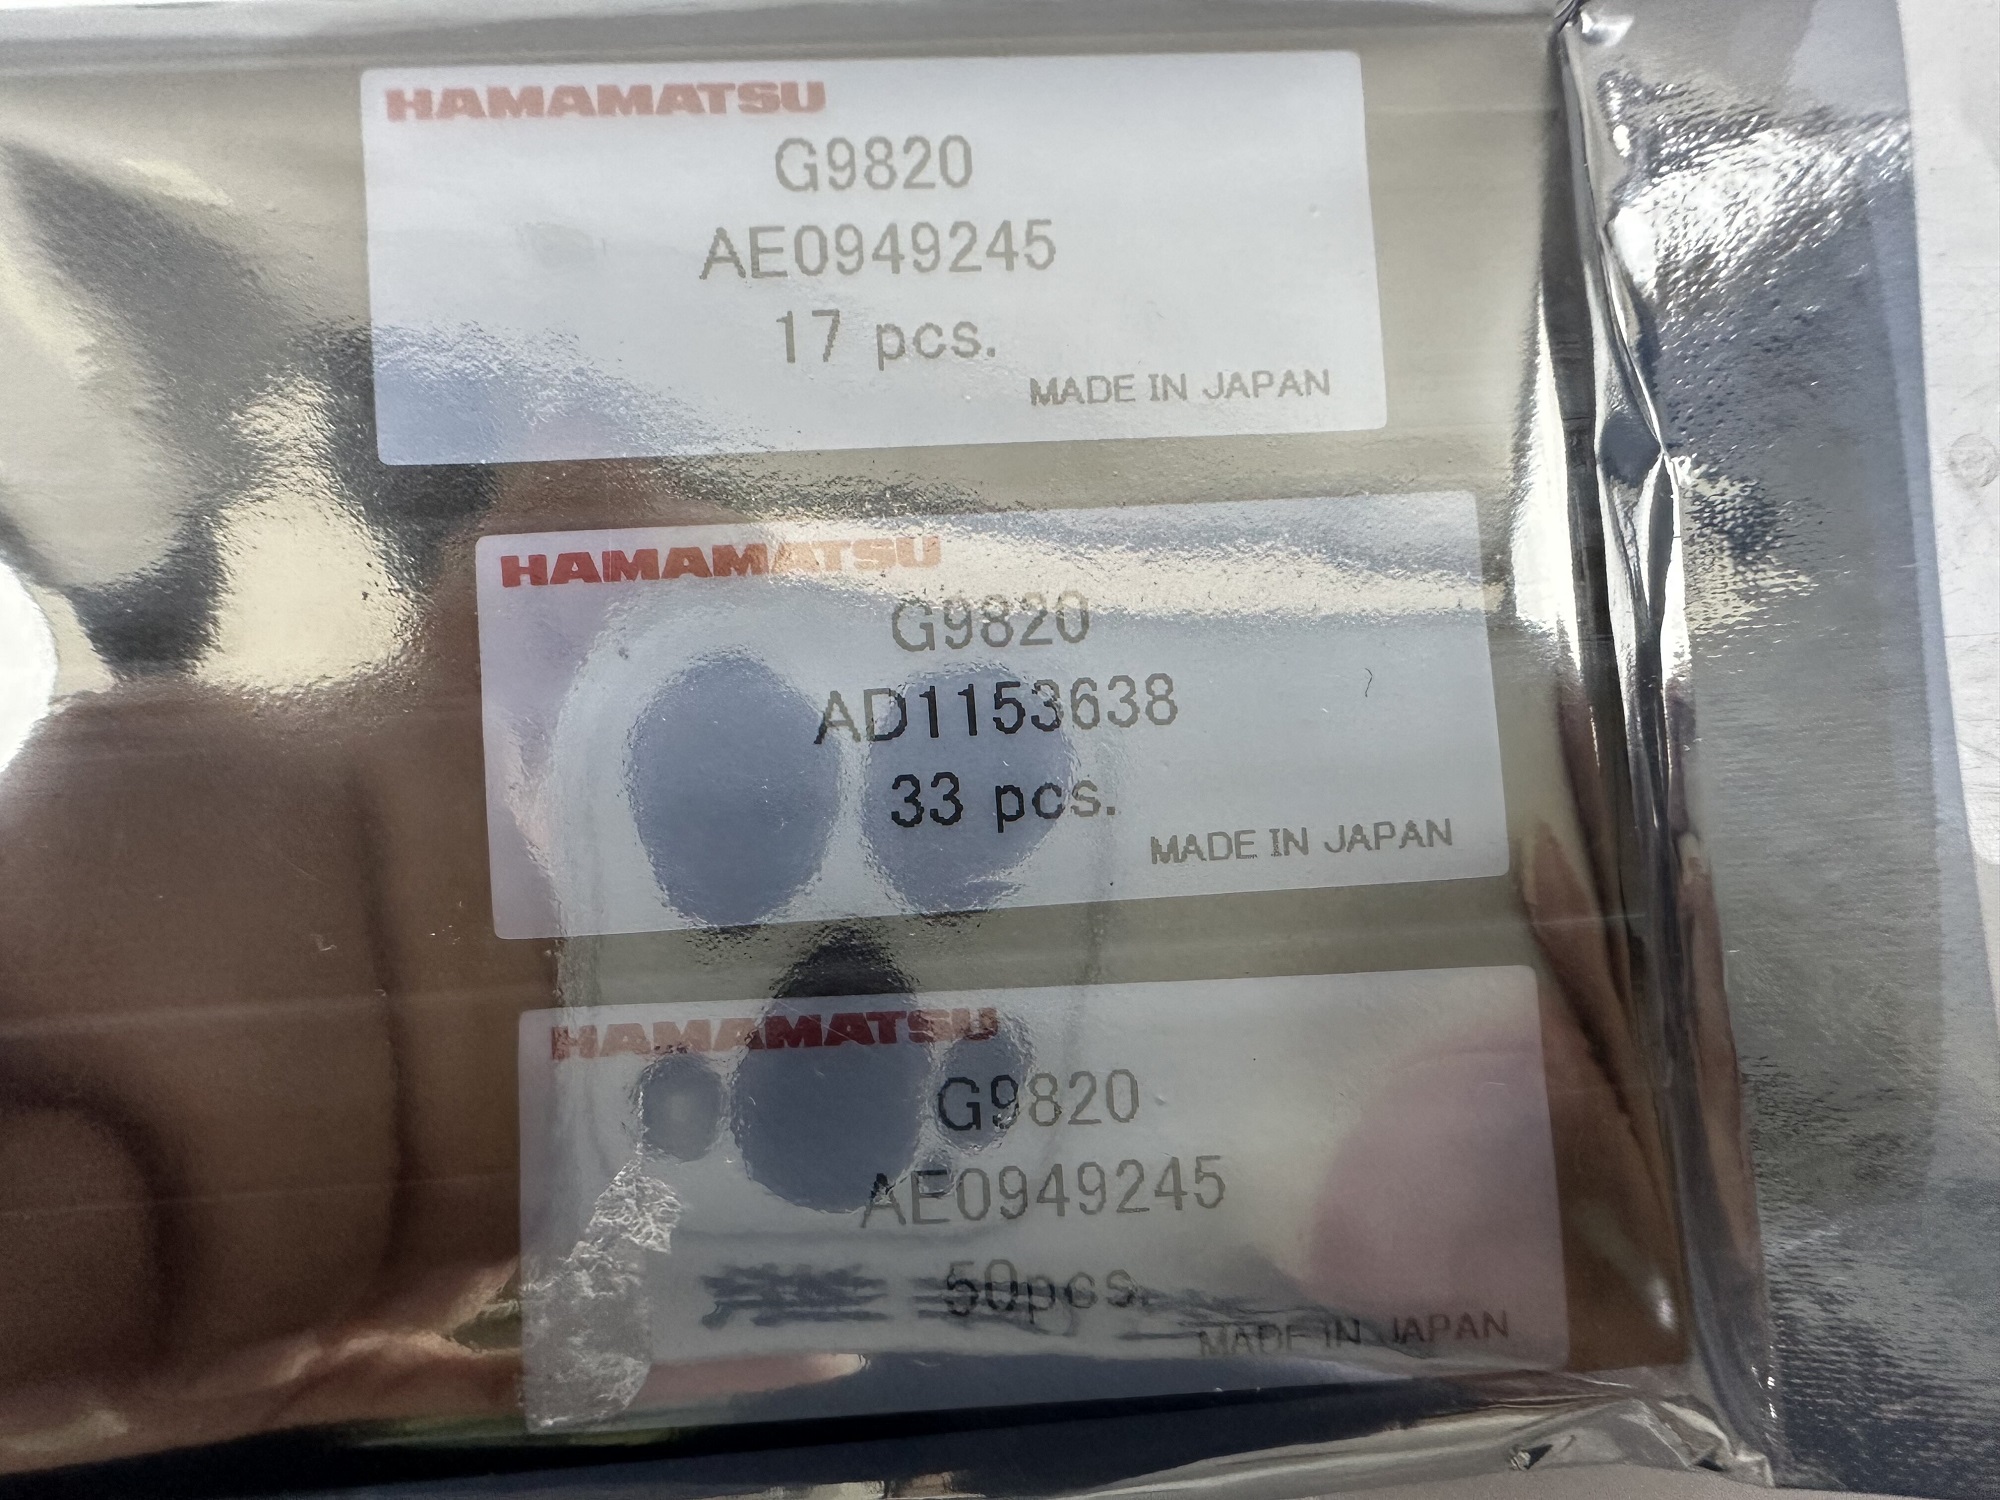 HAMAMATSU
G9820
AE0949245
17 pcs.
MADE IN JAPAN
HAMAMATSU
G9820
AD1153638
33 pcs.
MADE IN JAPAN
HAMAMATSU
G9820
AE0949245
50pcs.
MADE IN JAPAN